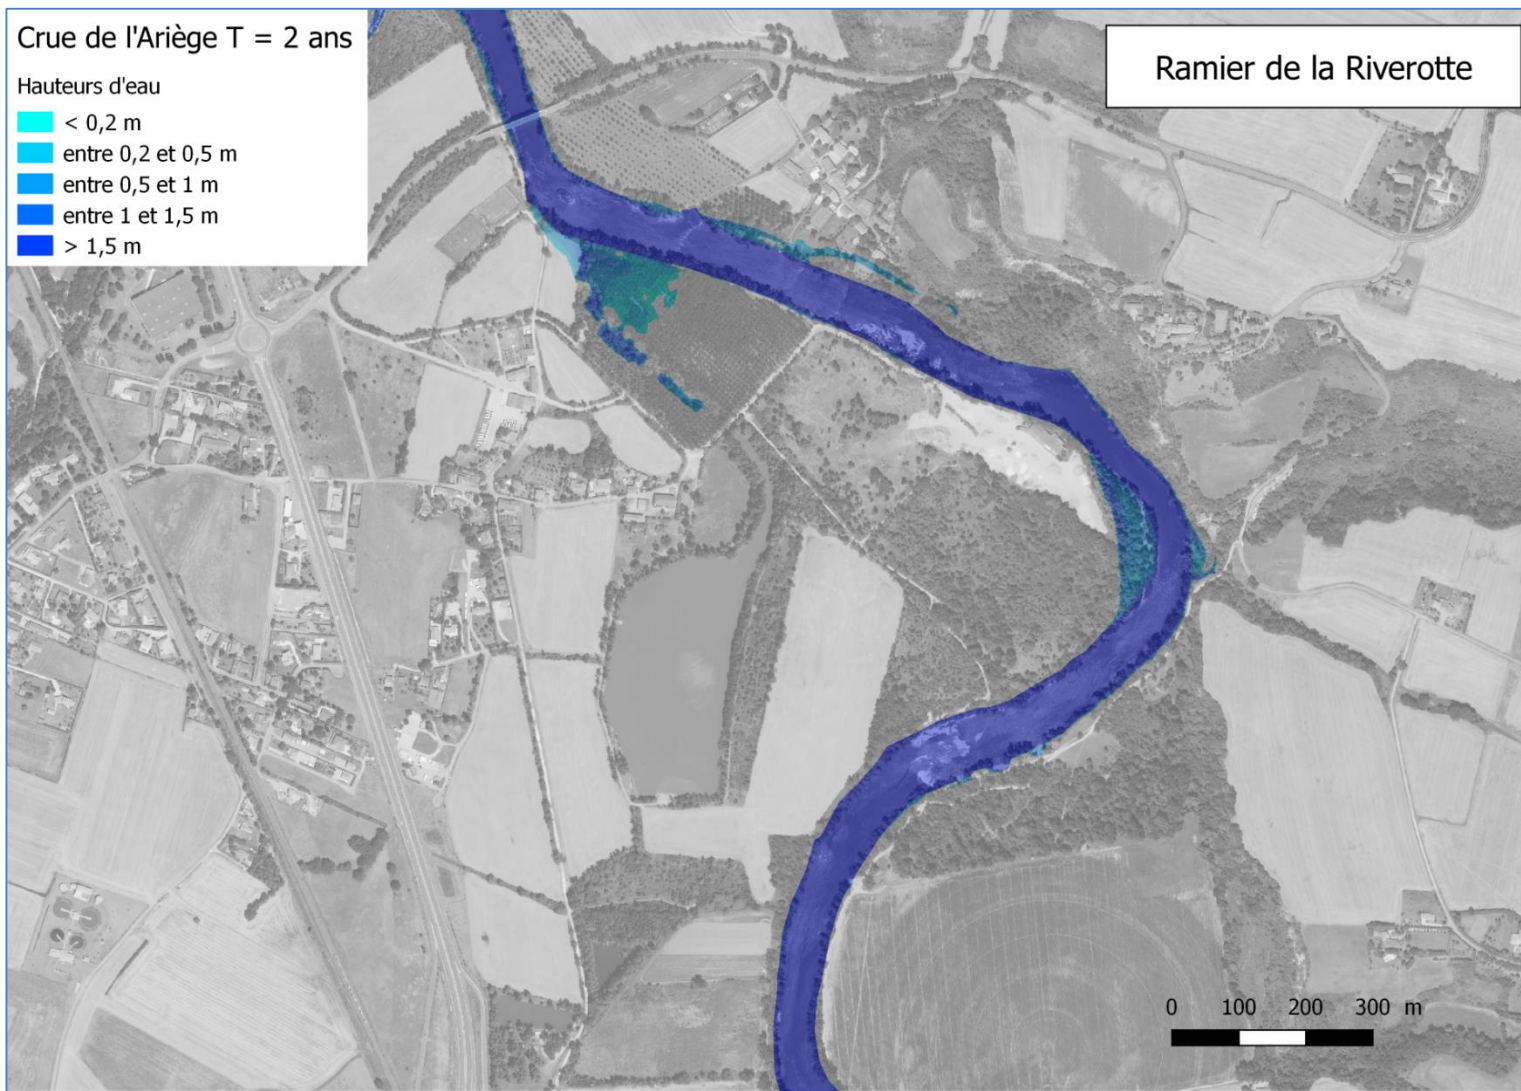 Crue de l'Ariège T = 2 ans
Hauteurs d'eau
< 0,2 m
entre 0,2 et 0,5 m
entre 0,5 et 1 m
entre 1 et 1,5 m
> 1,5 m
Ramier de la Riverotte
0 100 200 300 m